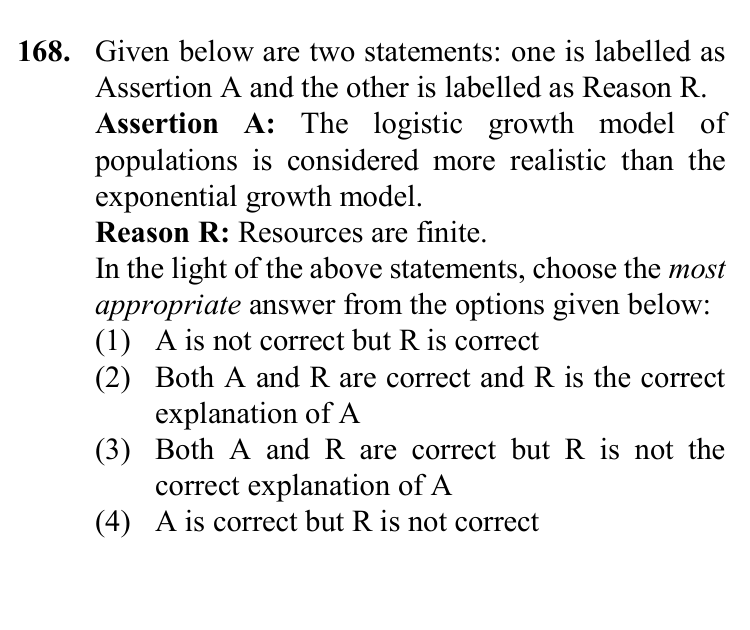 168. Given below are two statements: one is labelled as
Assertion A and the other is labelled as Reason R.
Assertion A: The logistic growth model of
populations is considered more realistic than the
exponential growth model.
Reason R: Resources are finite.
In the light of the above statements, choose the most
appropriate answer from the options given below:
(1) A is not correct but R is correct
(2) Both A and R are correct and R is the correct
explanation of A
(3) Both A and R are correct but R is not the
correct explanation of A
(4) A is correct but R is not correct